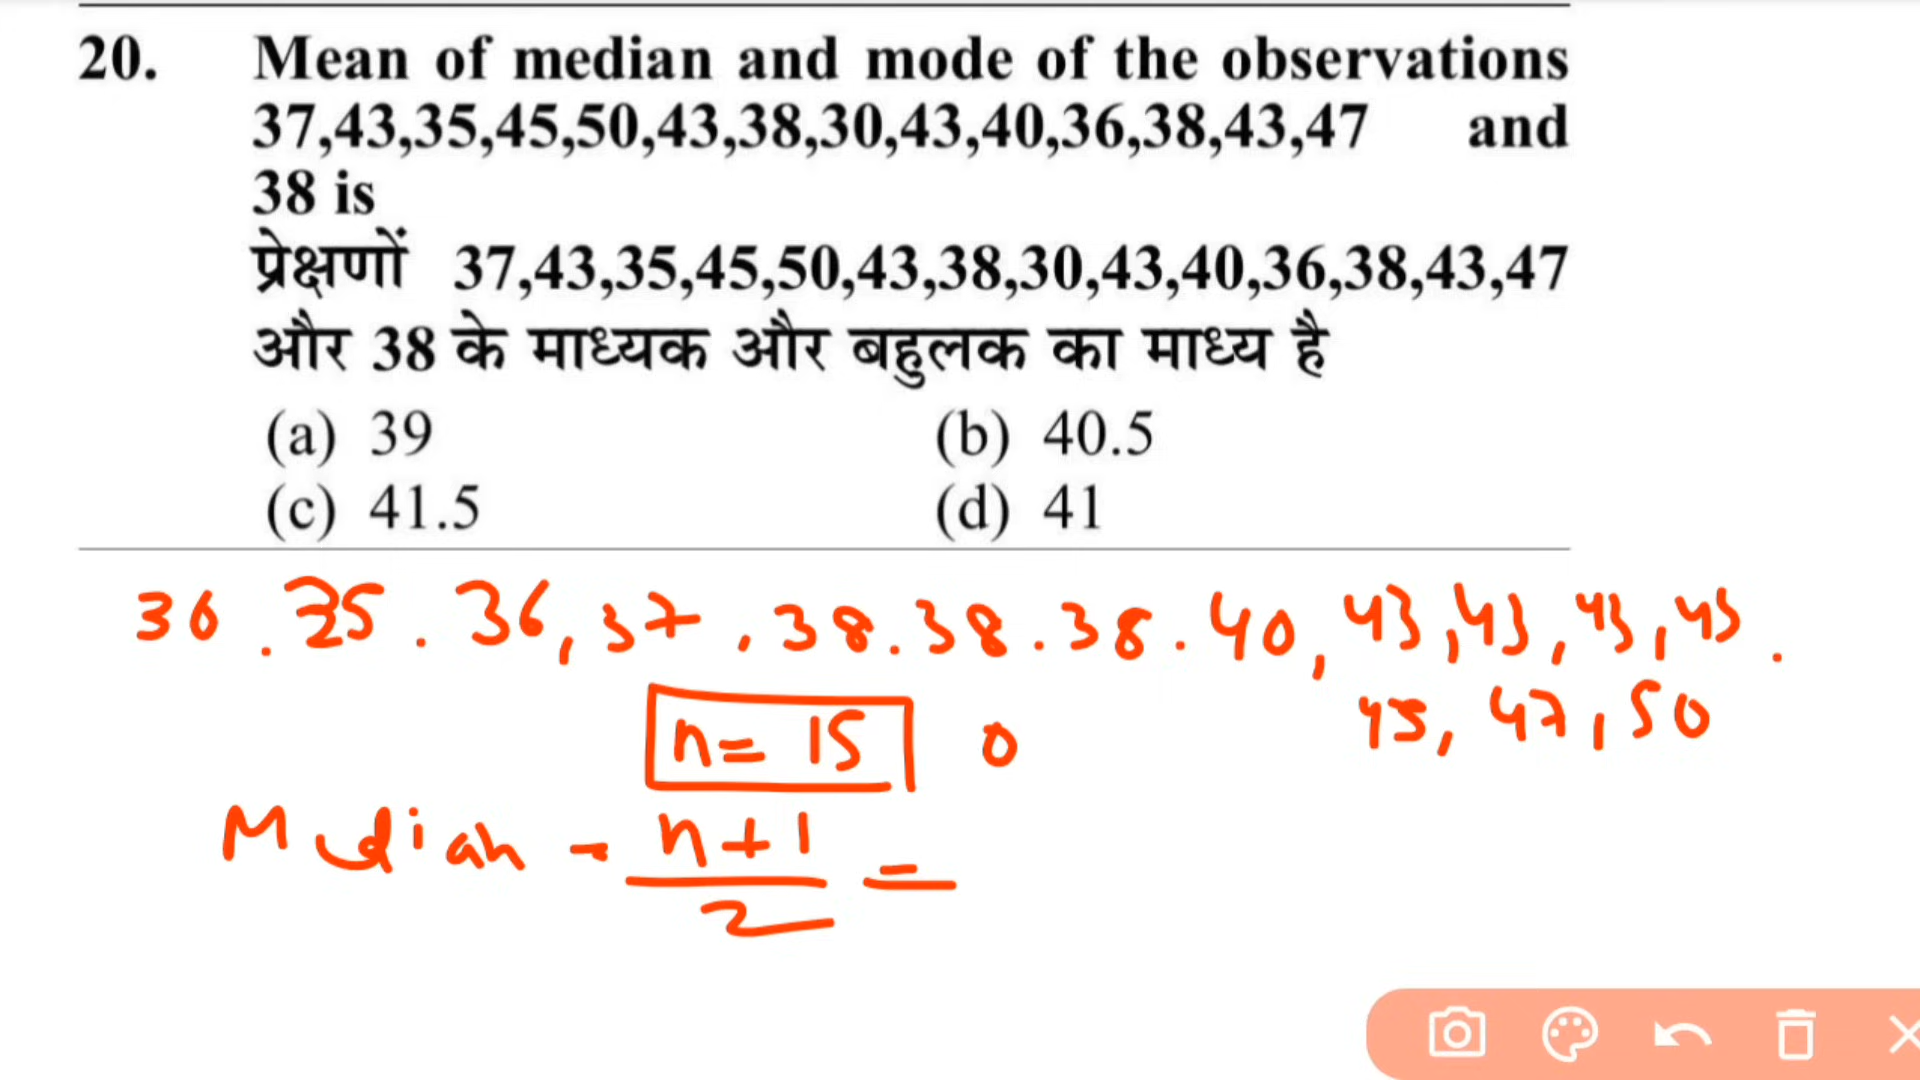 20. Mean of median and mode of the observations
37,43,35,45,50,43,38,30,43,40,36,38,43,47 and
38 is
प्रेक्षणों 37,43,35,45,50,43,38,30,43,40,36,38,43,47
और 38 के माध्यक और बहुलक का माध्य है
(a) 39 (b) 40.5
(c) 41.5 (d) 41
30 . 35 . 36, 37 . 38 . 38 . 38 . 40, 43, 43, 43, 43 .
45, 47, 50
n = 15 0
Median = n+1 =
2